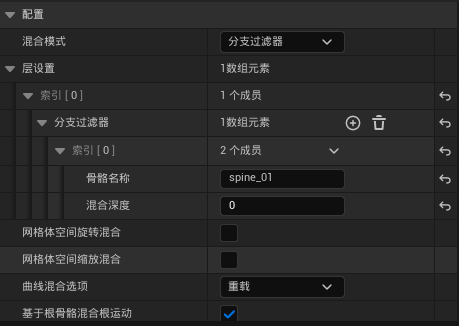 配置
混合模式 分支过滤器
层设置 1数组元素
索引 [ 0 ] 1 个成员
分支过滤器 1数组元素
索引 [ 0 ] 2 个成员
骨骼名称 spine_01
混合深度 0
网格体空间旋转混合
网格体空间缩放混合
曲线混合选项 重载
基于根骨骼混合根运动